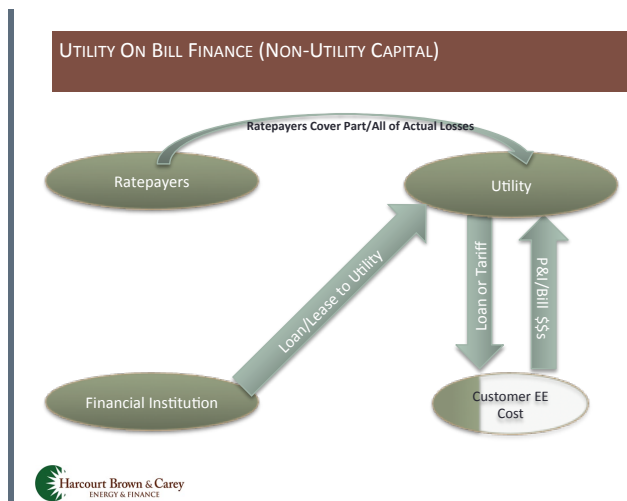 UTILITY ON BILL FINANCE (NON-UTILITY CAPITAL)
Ratepayers Cover Part/All of Actual Losses
Ratepayers
Utility
Loan/Lease to Utility
Loan or Tariff
P&I/Bill $$s
Financial Institution
Customer EE
Cost
Harcourt Brown & Carey
ENERGY & FINANCE